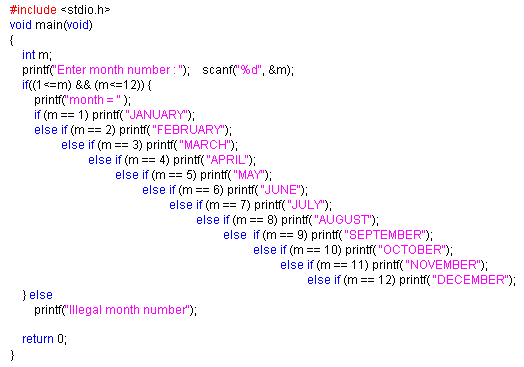 #include <stdio.h>
void main(void)
{
int m;
printf("Enter month number : ");    scanf("%d", &m);
if((1<=m) && (m<=12)) {
printf("month = " );
if (m == 1) printf("JANUARY");
else if (m == 2) printf( "FEBRUARY");
else if (m == 3) printf( "MARCH");
else if (m == 4) printf( "APRIL");
else if (m == 5) printf( "MAY");
else if (m == 6) printf( "JUNE");
else if (m == 7) printf( "JULY");
else if (m == 8) printf( "AUGUST");
else  if (m == 9) printf( "SEPTEMBER");
else if (m == 10) printf( "OCTOBER");
else if (m == 11) printf( "NOVEMBER");
else if (m == 12) printf( "DECEMBER");
} else
printf("Illegal month number");
return 0;
}